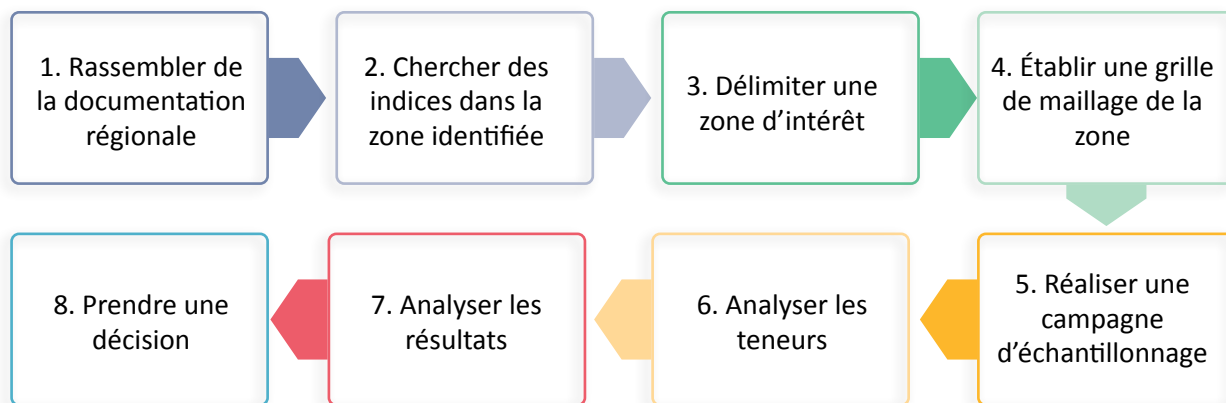 1. Rassembler de
la documentation
régionale
2. Chercher des
indices dans la
zone identifiée
3. Délimiter une
zone d’intérêt
4. Établir une grille
de maillage de la
zone
5. Réaliser une
campagne
d'échantillonnage
6. Analyser les
teneurs
7. Analyser les
résultats
8. Prendre une
décision